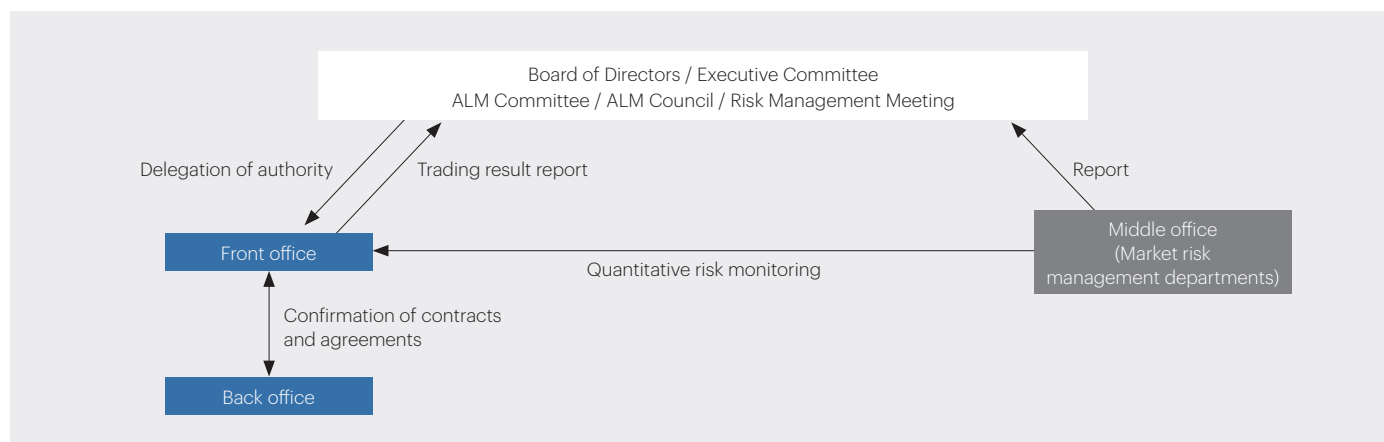 Board of Directors / Executive Committee
ALM Committee / ALM Council / Risk Management Meeting
Delegation of authority
Trading result report
Report
Front office
Middle office
(Market risk
management departments)
Quantitative risk monitoring
Confirmation of contracts
and agreements
Back office